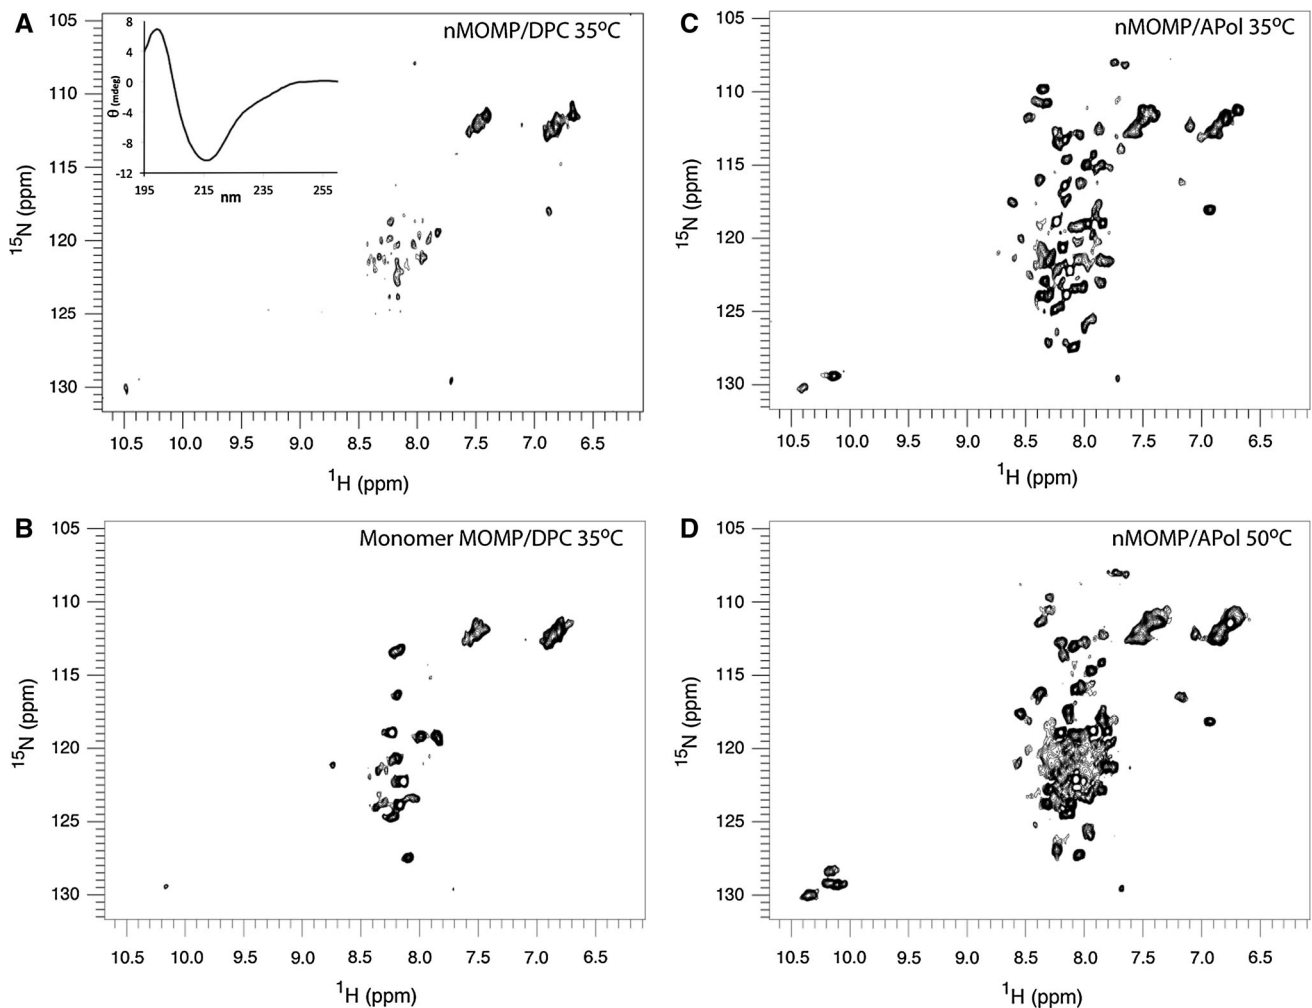 A
nMOMP/DPC 35ºC
105
110
115
120
125
130
15N (ppm)
8
4
0
-4
-8
-12
θ (mdeg)
195 215 235 255
nm
10.5 10.0 9.5 9.0 8.5 8.0 7.5 7.0 6.5
1H (ppm)
C
nMOMP/APol 35ºC
105
110
115
120
125
130
15N (ppm)
10.5 10.0 9.5 9.0 8.5 8.0 7.5 7.0 6.5
1H (ppm)
B
Monomer MOMP/DPC 35ºC
105
110
115
120
125
130
15N (ppm)
10.5 10.0 9.5 9.0 8.5 8.0 7.5 7.0 6.5
1H (ppm)
D
nMOMP/APol 50ºC
105
110
115
120
125
130
15N (ppm)
10.5 10.0 9.5 9.0 8.5 8.0 7.5 7.0 6.5
1H (ppm)